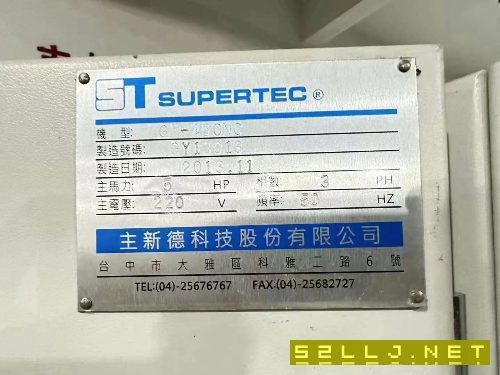 ST SUPERTEC ®
機型:
製造號碼:
製造日期: 2013.11
主馬力: 5 HP 相數: 3 PH
主電壓: 220 V 頻率: HZ
主新德科技股份有限公司
台中市大雅區科雅二路6號
TEL:(04)-25676767 FAX:(04)-25682727
52LLJ.NET